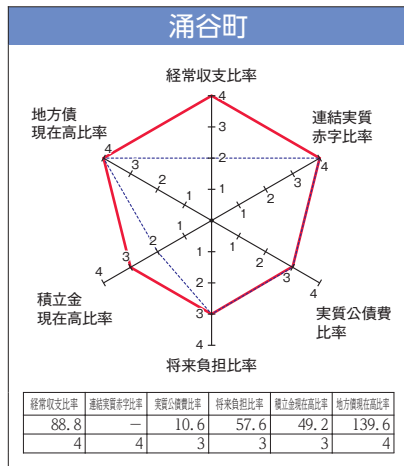 涌谷町
経常収支比率
地方債
現在高比率
連結実質
赤字比率
4
3
2
1
4
3
2
1
4
3
2
1
1
2
3
4
1
2
3
4
1
2
3
4
積立金
現在高比率
実質公債費
比率
将来負担比率
経常収支比率 連結実質赤字比率 実質公債費比率 将来負担比率 積立金現在高比率 地方債現在高比率
88.8 － 10.6 57.6 49.2 139.6
4 4 3 3 3 4